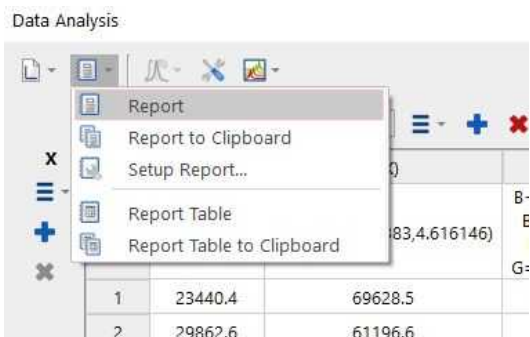 Data Analysis
Report
Report to Clipboard
Setup Report...
Report Table
Report Table to Clipboard
X
383,4.616146)
B
G=
1 23440.4 69628.5
2 29862.6 61196.6